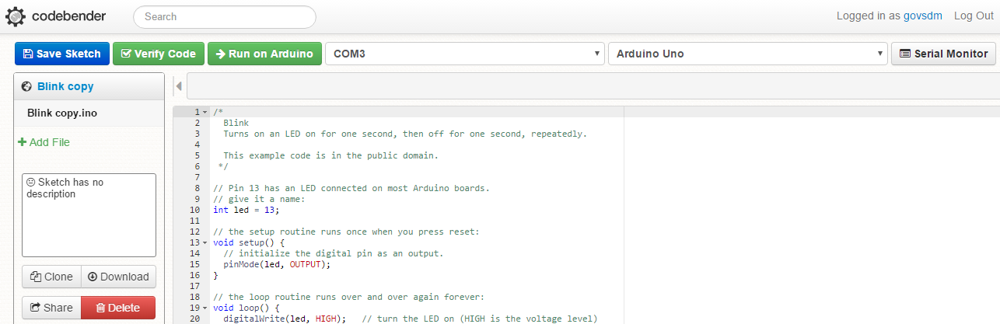 codebender
Search
Logged in as govsdm Log Out
Save Sketch Verify Code Run on Arduino COM3 Arduino Uno Serial Monitor
Blink copy
Blink copy.ino
Add File
Sketch has no
description
Clone Download
Share Delete
1 /*
2 Blink
3 Turns on an LED on for one second, then off for one second, repeatedly.
4
5 This example code is in the public domain.
6 */
7
8 // Pin 13 has an LED connected on most Arduino boards.
9 // give it a name:
10 int led = 13;
11
12 // the setup routine runs once when you press reset:
13 void setup() {
14 // initialize the digital pin as an output.
15 pinMode(led, OUTPUT);
16 }
17
18 // the loop routine runs over and over again forever:
19 void loop() {
20 digitalWrite(led, HIGH); // turn the LED on (HIGH is the voltage level)